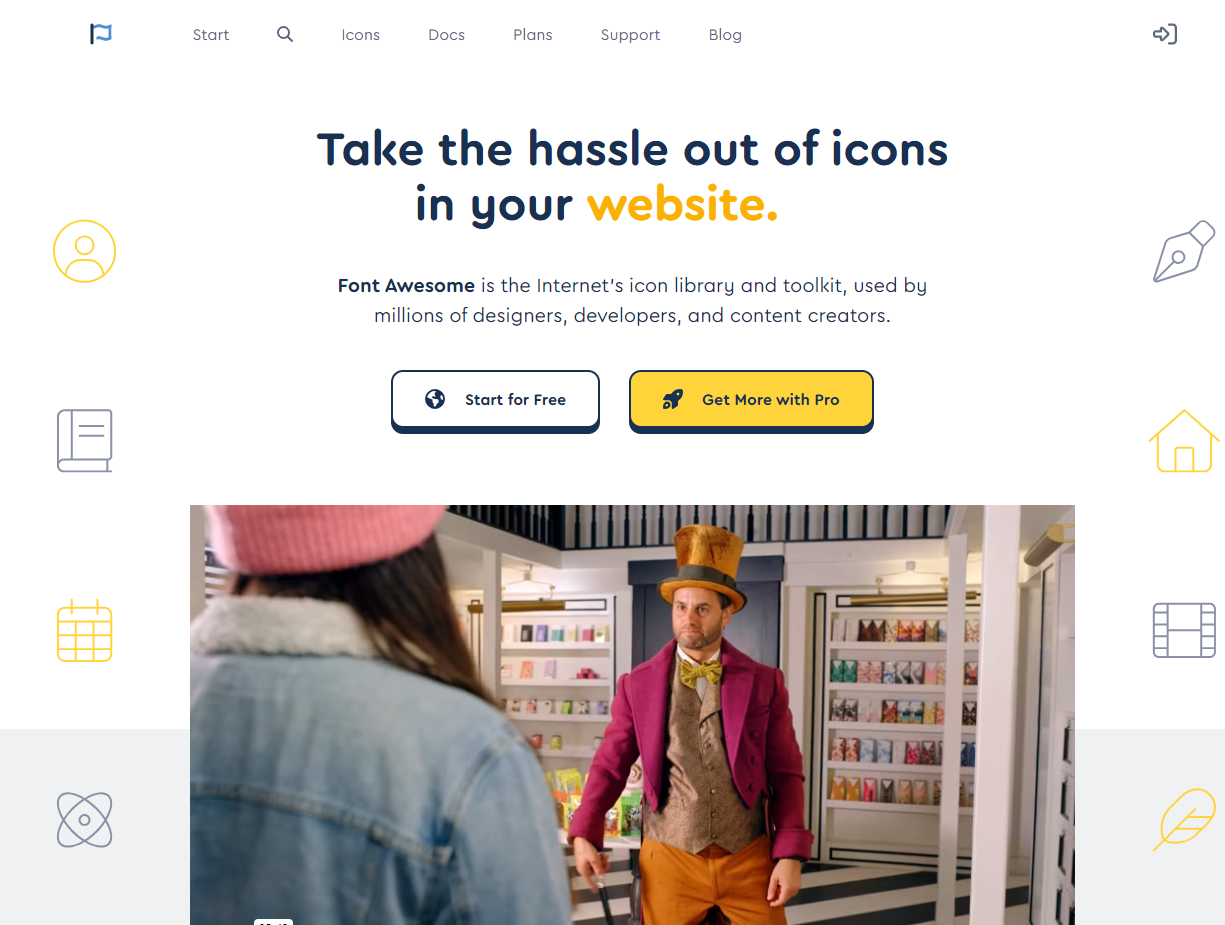 Start
Icons
Docs
Plans
Support
Blog
Take the hassle out of icons
in your website.
Font Awesome is the Internet's icon library and toolkit, used by
millions of designers, developers, and content creators.
Start for Free
Get More with Pro